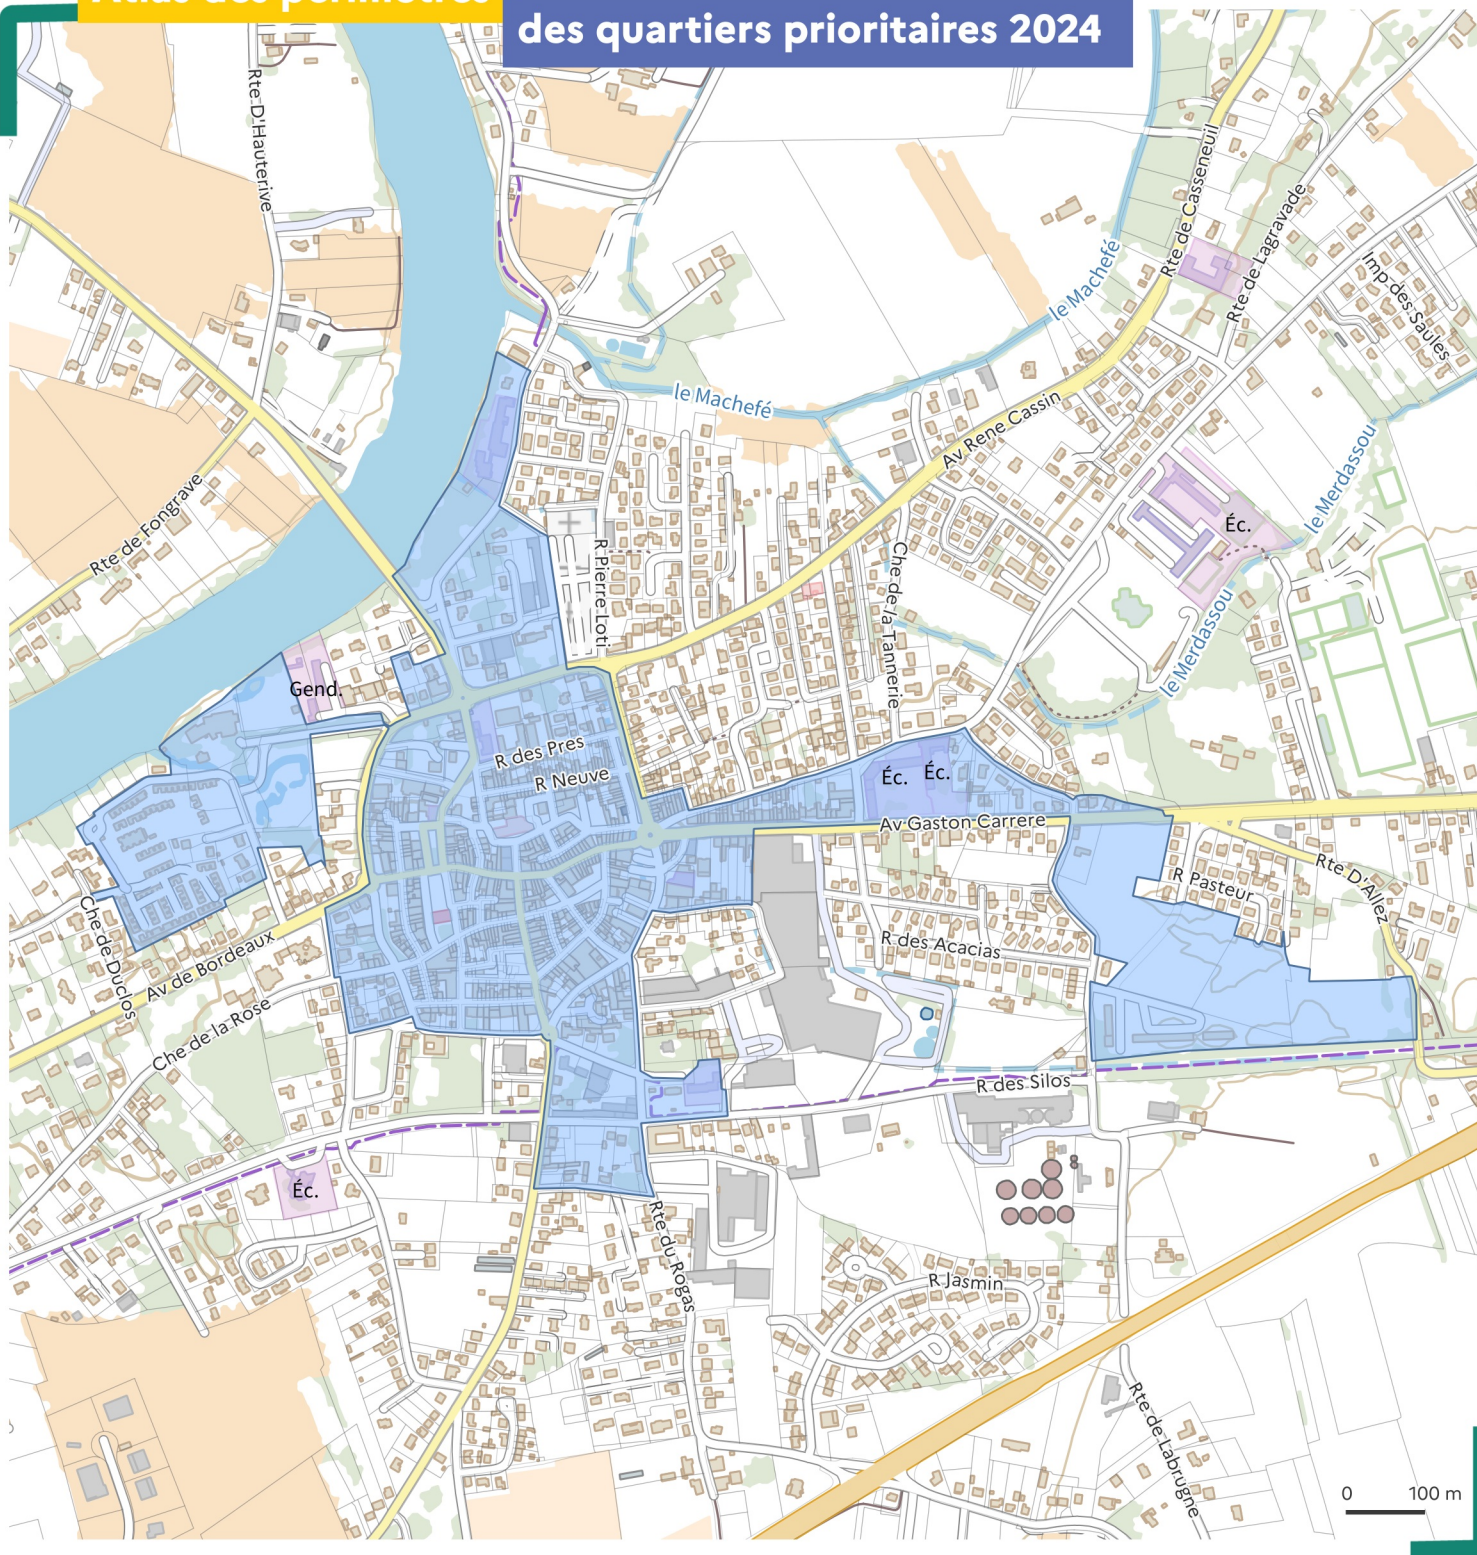 Atlas des périmètres
des quartiers prioritaires 2024
Rte D'Hauterive
Rte de Casseneuil
Rte de Lagravade
le Machefé
Imp des Saules
le Machefé
Av Rene Cassin
le Merdassou
Rte de Fongrave
Éc.
R Pierre Loti
Che de la Tannerie
le Merdassou
Gend.
R des Pres
R Neuve
Éc.
Éc.
Av Gaston Carrere
Rte D'Allez
R Pasteur
Che de Duclos
R des Acacias
Av de Bordeaux
Che de la Rose
R des Silos
Éc.
Rte du Rogas
R Jasmin
Rte de Labrugne
0 100 m